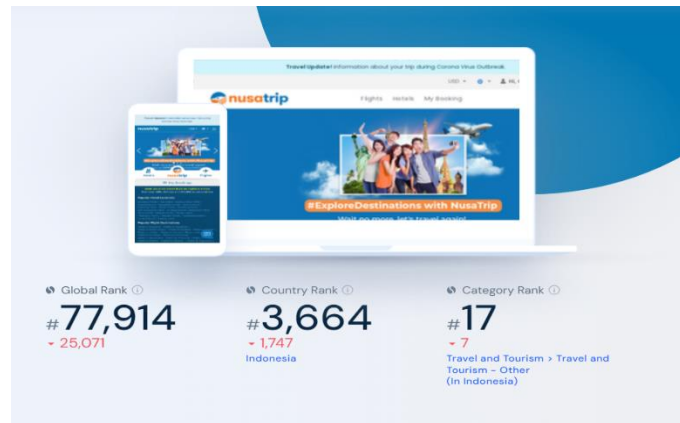 Travel Update! Information about your trip during Corona Virus Outbreak.
USD
nusatrip
Flights Hotels My Booking
nusatrip
#ExploreDestinations with NusaTrip
Wait no more, let's travel again!
Global Rank
#77,914
25,071
Country Rank
#3,664
1,747
Indonesia
Category Rank
#17
7
Travel and Tourism > Travel and
Tourism - Other
(In Indonesia)